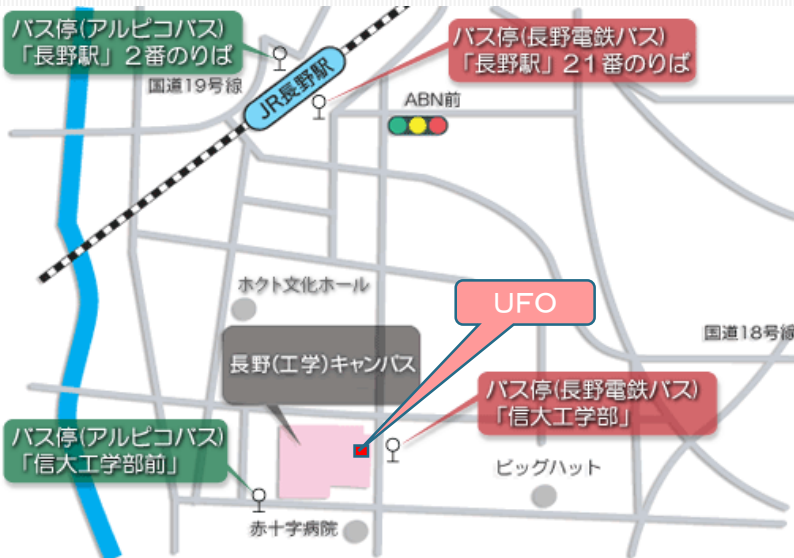 バス停(アルピコバス)
「長野駅」２番のりば
バス停(長野電鉄バス)
「長野駅」２１番のりば
国道19号線
JR長野駅
ABN前
ホクト文化ホール
UFO
国道18号線
長野(工学)キャンパス
バス停(長野電鉄バス)
「信大工学部」
バス停(アルピコバス)
「信大工学部前」
ビッグハット
赤十字病院